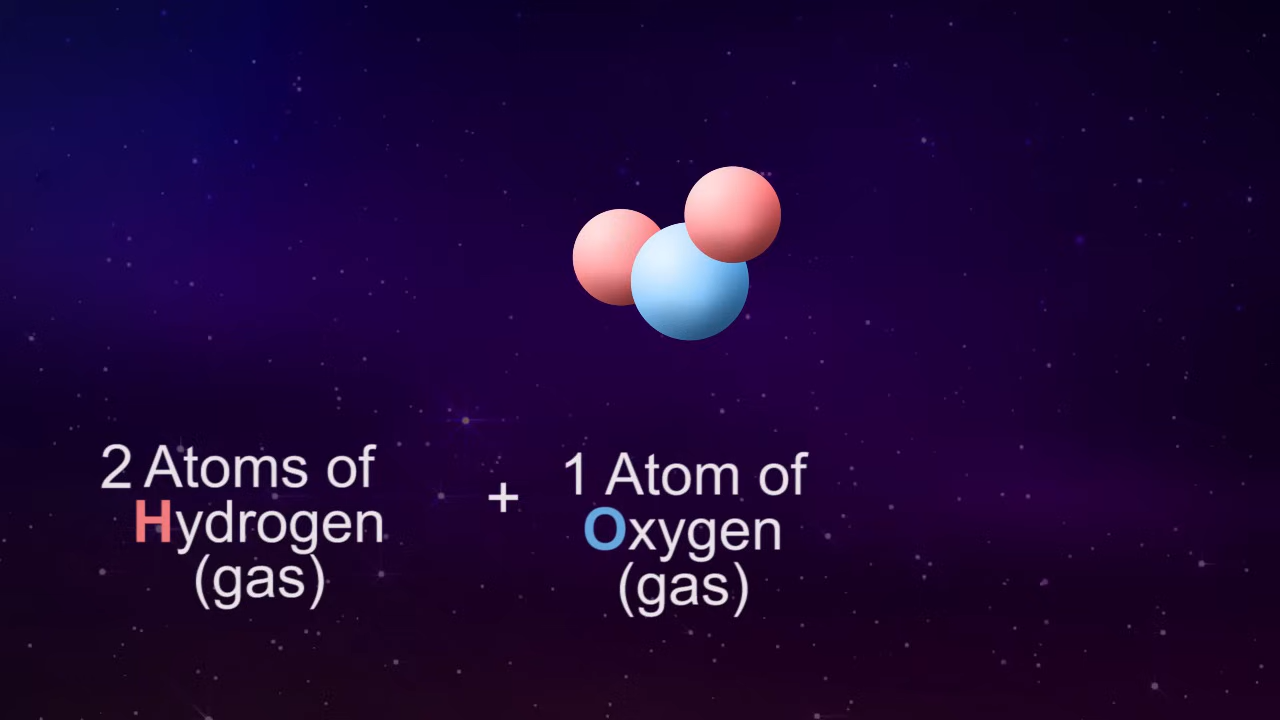 2 Atoms of
Hydrogen
(gas)
+
1 Atom of
Oxygen
(gas)